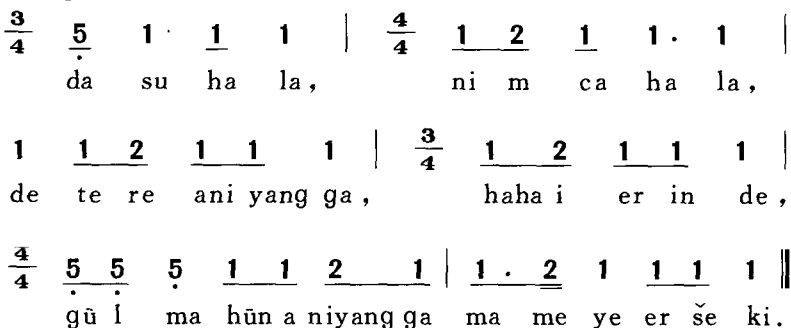 3/4 5 1 · 1 1 | 4/4 1 2 1 1· 1 |
da su ha la, ni m ca ha la,
1 1 2 1 1 1 | 3/4 1 2 1 1 1 |
de te re ani yang ga, haha i er in de,
4/4 5 5 5 1 1 2 1 | 1 · 2 1 1 1 1 ‖
gū l ma hūn a niyang ga ma me ye er še ki.